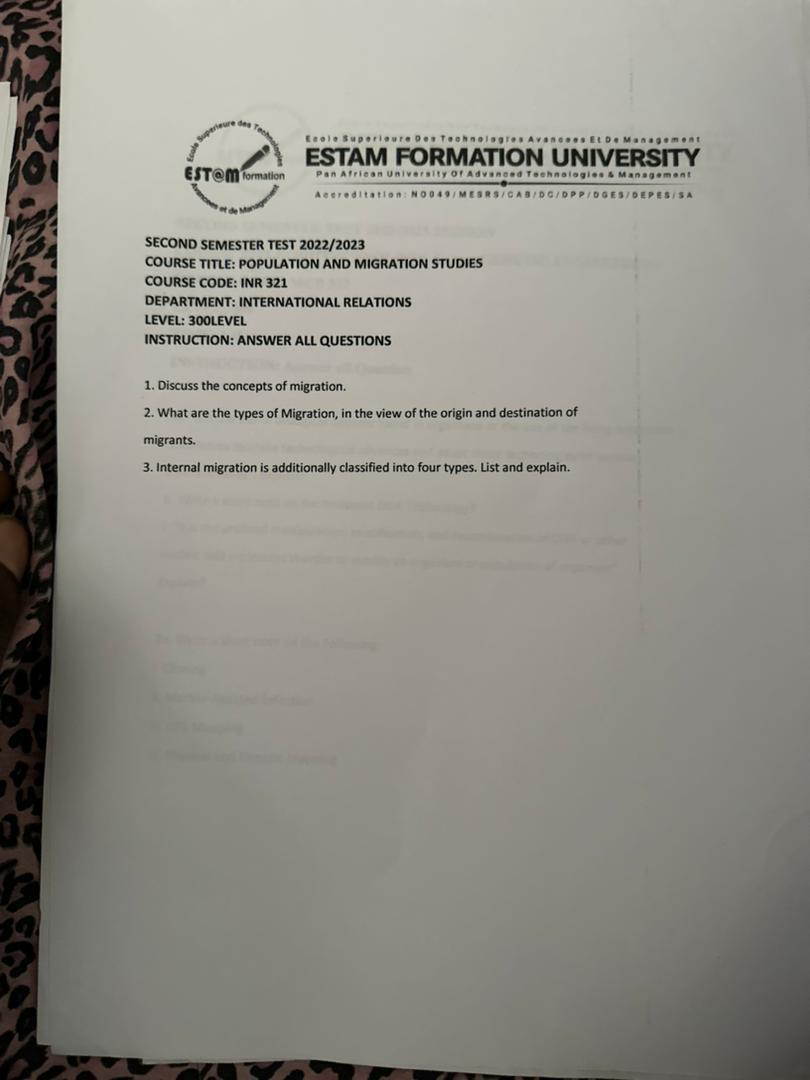 Ecole Superieure des Technologies
EST@m formation
Avancees et de Management
Ecole Superieure Des Technologies Avancees Et De Management
ESTAM FORMATION UNIVERSITY
Pan African University Of Advanced Technologies & Management
Accreditation: N0049/MESRS/CAB/DC/DPP/DGES/DEPES/SA
SECOND SEMESTER TEST 2022/2023
COURSE TITLE: POPULATION AND MIGRATION STUDIES
COURSE CODE: INR 321
DEPARTMENT: INTERNATIONAL RELATIONS
LEVEL: 300LEVEL
INSTRUCTION: ANSWER ALL QUESTIONS
1. Discuss the concepts of migration.
2. What are the types of Migration, in the view of the origin and destination of
migrants.
3. Internal migration is additionally classified into four types. List and explain.